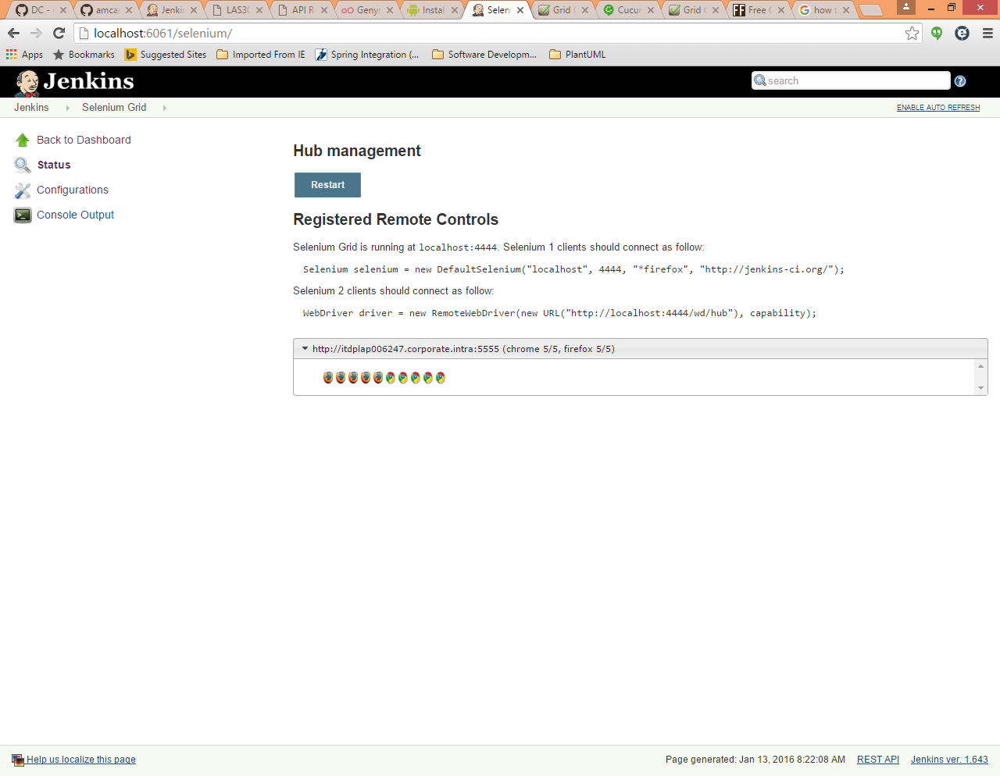 DC -
amca
Jenkin
LAS30
API R
Genym
Instal
Seleni
Grid
Cucun
Grid
Free
how t
localhost:6061/selenium/
Apps
Bookmarks
Suggested Sites
Imported From IE
Spring Integration (...
Software Developm...
PlantUML
Jenkins
search
Jenkins
Selenium Grid
ENABLE AUTO REFRESH
Back to Dashboard
Status
Configurations
Console Output
Hub management
Restart
Registered Remote Controls
Selenium Grid is running at localhost:4444. Selenium 1 clients should connect as follow:
Selenium selenium = new DefaultSelenium("localhost", 4444, "*firefox", "http://jenkins-ci.org/");
Selenium 2 clients should connect as follow:
WebDriver driver = new RemoteWebDriver(new URL("http://localhost:4444/wd/hub"), capability);
http://itdplap006247.corporate.intra:5555 (chrome 5/5, firefox 5/5)
Help us localize this page
Page generated: Jan 13, 2016 8:22:08 AM
REST API
Jenkins ver. 1.643